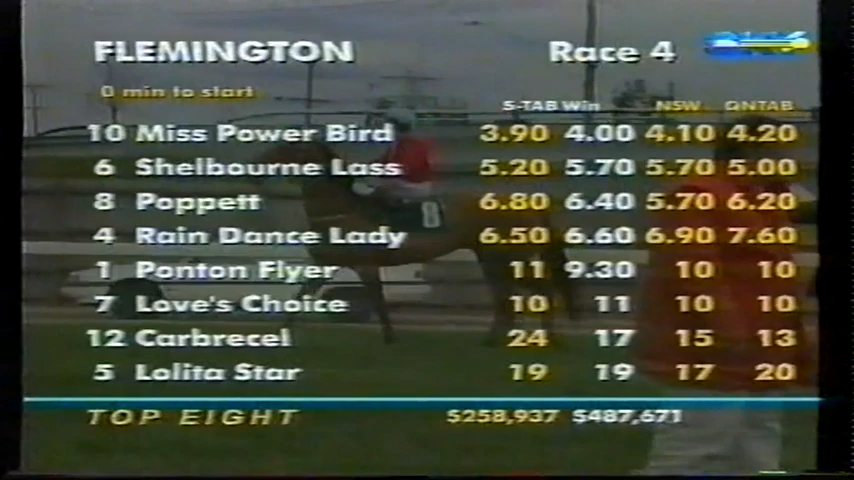 FLEMINGTON Race 4
0 min to start
S-TAB Win NSW QNTAB
10 Miss Power Bird 3.90 4.00 4.10 4.20
6 Shelbourne Lass 5.20 5.70 5.70 5.00
8 Poppett 6.80 6.40 5.70 6.20
4 Rain Dance Lady 6.50 6.60 6.90 7.60
1 Ponton Flyer 11 9.30 10 10
7 Love's Choice 10 11 10 10
12 Carbrecel 24 17 15 13
5 Lolita Star 19 19 17 20
TOP EIGHT $258,937 $487,671
8